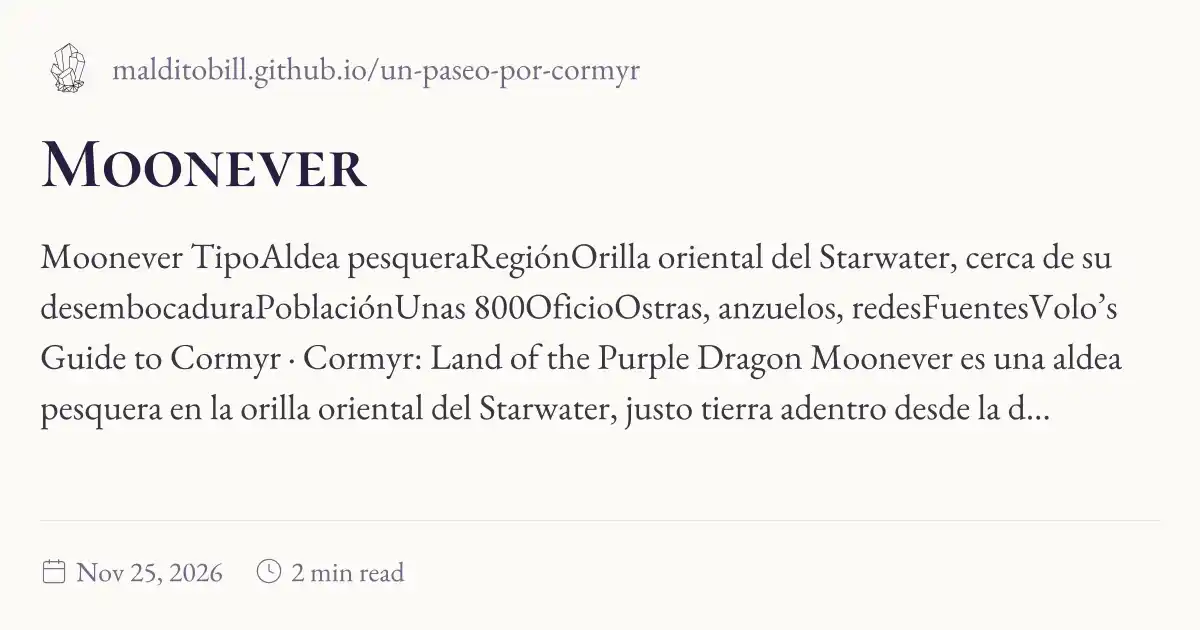 malditobill.github.io/un-paseo-por-cormyr
Moonever
Moonever TipoAldea pesqueraRegiónOrilla oriental del Starwater, cerca de su
desembocaduraPoblaciónUnas 800OficioOstras, anzuelos, redesFuentesVolo’s
Guide to Cormyr · Cormyr: Land of the Purple Dragon Moonever es una aldea
pesquera en la orilla oriental del Starwater, justo tierra adentro desde la d...
Nov 25, 2026 2 min read